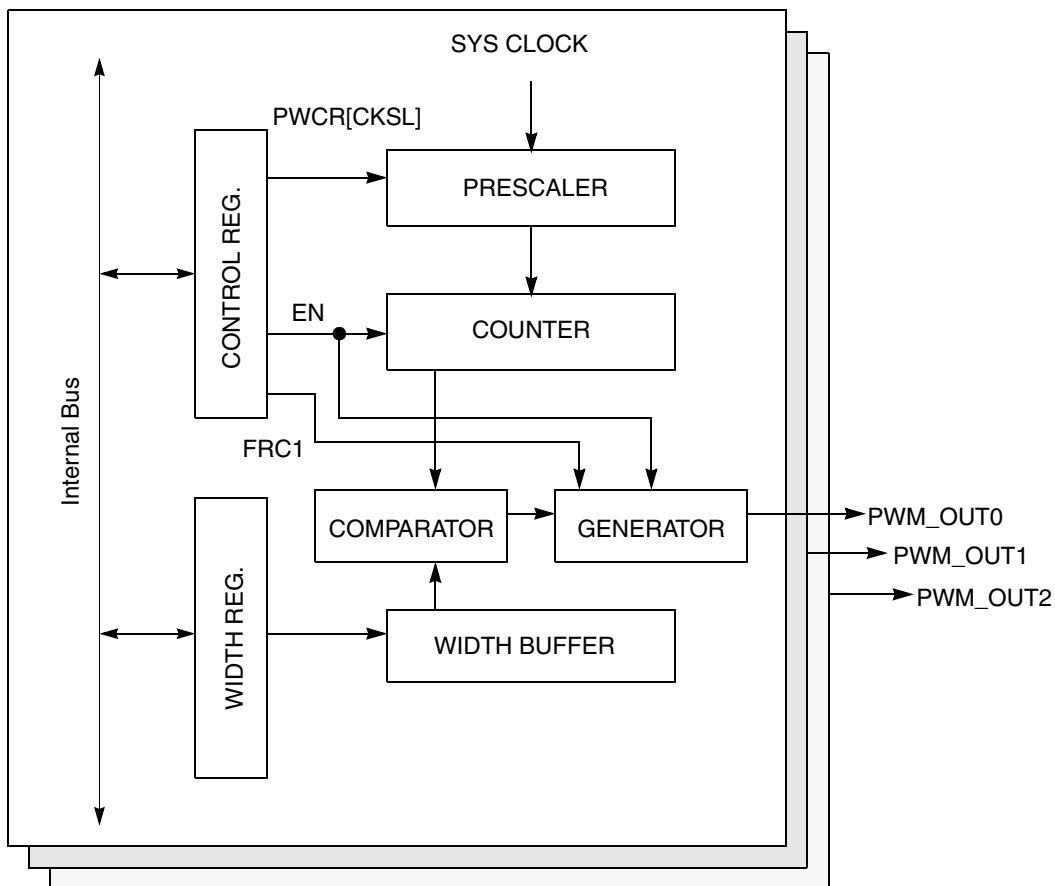 SYS CLOCK
PWCR[CKSL]
PRESCALER
CONTROL REG.
EN
COUNTER
Internal Bus
FRC1
COMPARATOR
GENERATOR
PWM_OUT0
PWM_OUT1
PWM_OUT2
WIDTH REG.
WIDTH BUFFER